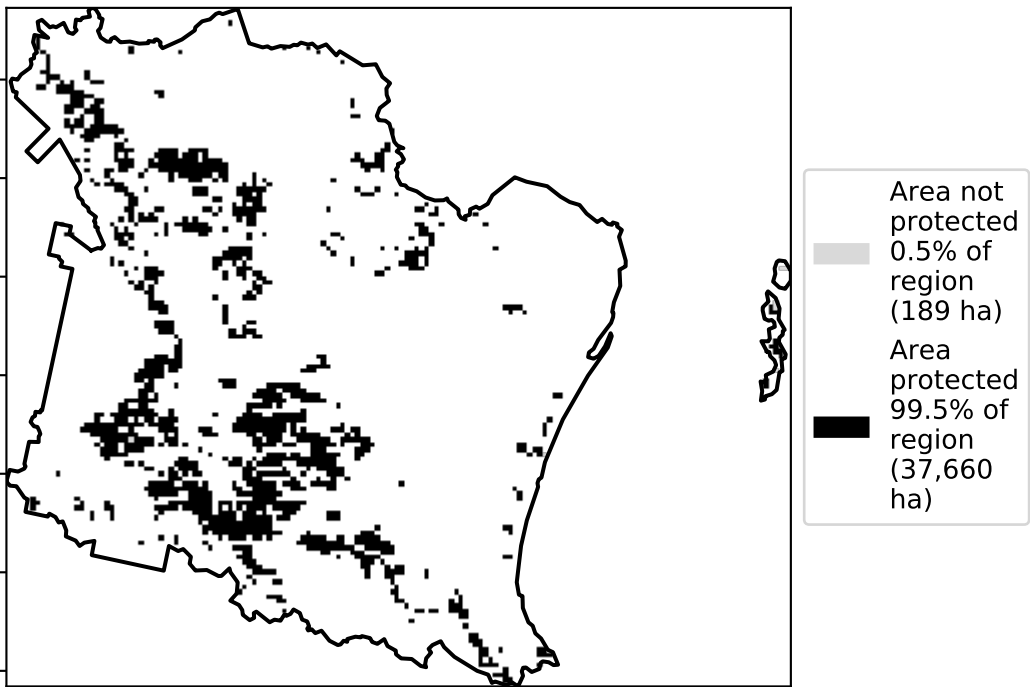 Area not
protected
0.5% of
region
(189 ha)
Area
protected
99.5% of
region
(37,660
ha)